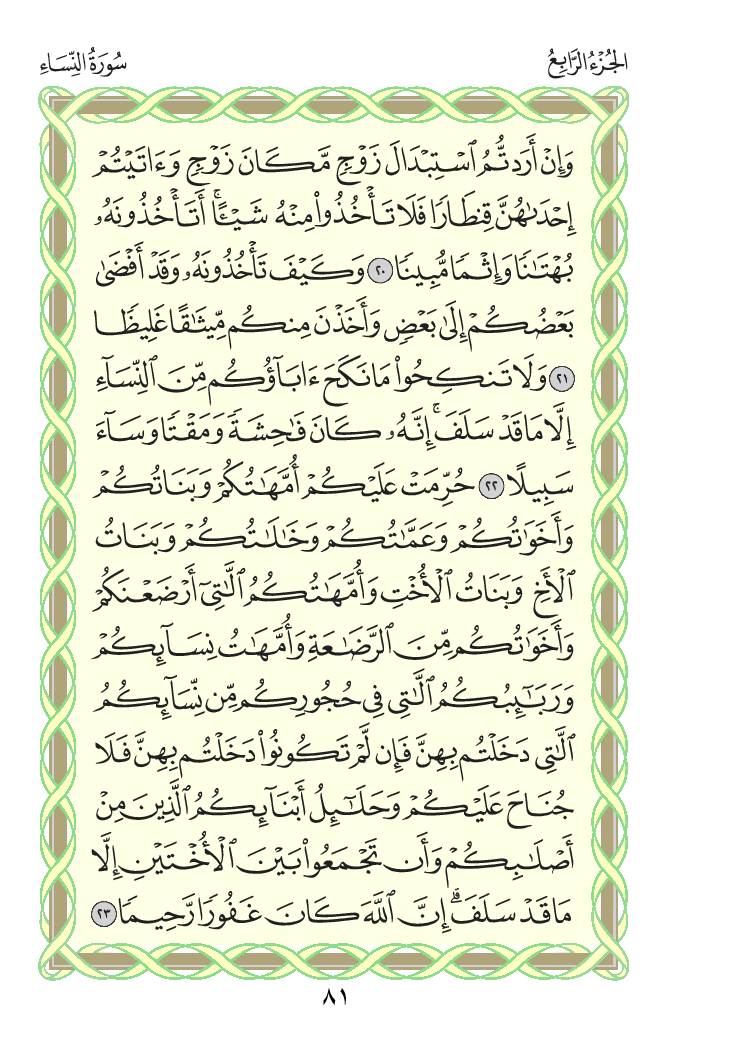 الجُزْءُ الرَّابِعُ
سُورَةُ النِّسَاءِ
وَإِنْ أَرَدتُّمُ ٱسْتِبْدَالَ زَوْجٍ مَّكَانَ زَوْجٍ وَءَاتَيْتُمْ
إِحْدَىٰهُنَّ قِنطَارًا فَلَا تَأْخُذُوا۟ مِنْهُ شَيْـًٔا ۚ أَتَأْخُذُونَهُۥ
بُهْتَـٰنًا وَإِثْمًا مُّبِينًا ٢٠ وَكَيْفَ تَأْخُذُونَهُۥ وَقَدْ أَفْضَىٰ
بَعْضُكُمْ إِلَىٰ بَعْضٍ وَأَخَذْنَ مِنكُم مِّيثَـٰقًا غَلِيظًا
٢١ وَلَا تَنكِحُوا۟ مَا نَكَحَ ءَابَآؤُكُم مِّنَ ٱلنِّسَآءِ
إِلَّا مَا قَدْ سَلَفَ ۚ إِنَّهُۥ كَانَ فَـٰحِشَةً وَمَقْتًا وَسَآءَ
سَبِيلًا ٢٢ حُرِّمَتْ عَلَيْكُمْ أُمَّهَـٰتُكُمْ وَبَنَاتُكُمْ
وَأَخَوَٰتُكُمْ وَعَمَّـٰتُكُمْ وَخَـٰلَـٰتُكُمْ وَبَنَاتُ
ٱلْأَخِ وَبَنَاتُ ٱلْأُخْتِ وَأُمَّهَـٰتُكُمُ ٱلَّـٰتِىٓ أَرْضَعْنَكُمْ
وَأَخَوَٰتُكُم مِّنَ ٱلرَّضَـٰعَةِ وَأُمَّهَـٰتُ نِسَآئِكُمْ
وَرَبَـٰٓئِبُكُمُ ٱلَّـٰتِى فِى حُجُورِكُم مِّن نِّسَآئِكُمُ
ٱلَّـٰتِى دَخَلْتُم بِهِنَّ فَإِن لَّمْ تَكُونُوا۟ دَخَلْتُم بِهِنَّ فَلَا
جُنَاحَ عَلَيْكُمْ وَحَلَـٰٓئِلُ أَبْنَآئِكُمُ ٱلَّذِينَ مِنْ
أَصْلَـٰبِكُمْ وَأَن تَجْمَعُوا۟ بَيْنَ ٱلْأُخْتَيْنِ إِلَّا
مَا قَدْ سَلَفَ ۗ إِنَّ ٱللَّهَ كَانَ غَفُورًا رَّحِيمًا ٢٣
٨١